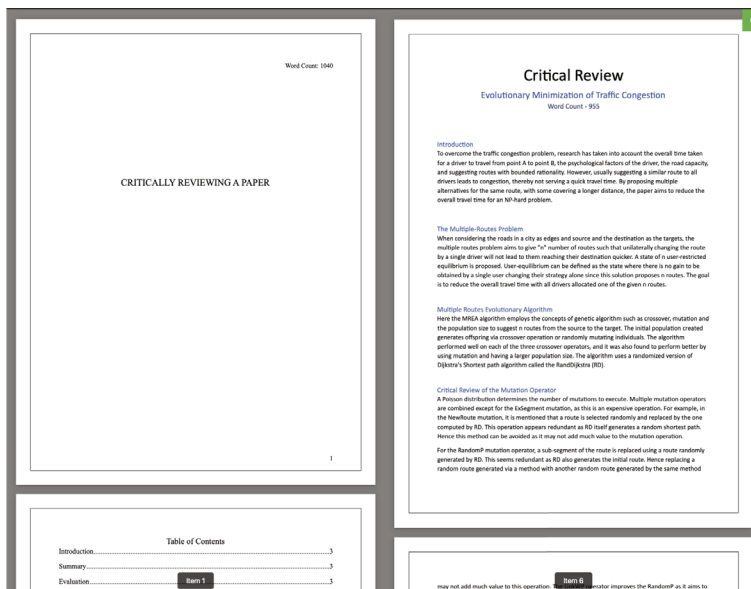 Word Count: 1040
CRITICALLY REVIEWING A PAPER
1
Table of Contents
Introduction....3
Summary....3
Evaluation....3
Item 1
Critical Review
Evolutionary Minimization of Traffic Congestion
Word Count - 955
Introduction
To overcome the traffic congestion problem, research has taken into account the overall time taken
for a driver to travel from point A to point B, the psychological factors of the driver, the road capacity,
and suggesting routes with bounded rationality. However, usually suggesting a similar route to all
drivers leads to congestion, thereby not serving a quick travel time. By proposing multiple
alternatives for the same route, with some covering a longer distance, the paper aims to reduce the
overall travel time for an NP-hard problem.
The Multiple-Routes Problem
When considering the roads in a city as edges and source and the destination as the targets, the
multiple routes problem aims to give "n" number of routes such that unilaterally changing the route
by a single driver will not lead to them reaching their destination quicker. A state of n user-restricted
equilibrium is proposed. User-equilibrium can be defined as the state where there is no gain to be
obtained by a single user changing their strategy alone since this solution proposes n routes. The goal
is to reduce the overall travel time with all drivers allocated one of the given n routes.
Multiple Routes Evolutionary Algorithm
Here the MREA algorithm employs the concepts of genetic algorithm such as crossover, mutation and
the population size to suggest n routes from the source to the target. The initial population created
generates offspring via crossover operation or randomly mutating individuals. The algorithm
performed well on each of the three crossover operators, and it was also found to perform better by
using mutation and having a larger population size. The algorithm uses a randomized version of
Dijkstra's Shortest path algorithm called the RandDijkstra (RD).
Critical Review of the Mutation Operator
A Poisson distribution determines the number of mutations to execute. Multiple mutation operators
are combined except for the ExSegment mutation, as this is an expensive operation. For example, in
the NewRoute mutation, it is mentioned that a route is selected randomly and replaced by the one
computed by RD. This operation appears redundant as RD itself generates a random shortest path.
Hence this method can be avoided as it may not add much value to the mutation operation.
For the RandomP mutation operator, a sub-segment of the route is replaced using a route randomly
generated by RD. This seems redundant as RD also generates the initial route. Hence replacing a
random route generated via a method with another random route generated by the same method
may not add much value to this operation. The operator improves the RandomP as it aims to
Item 6